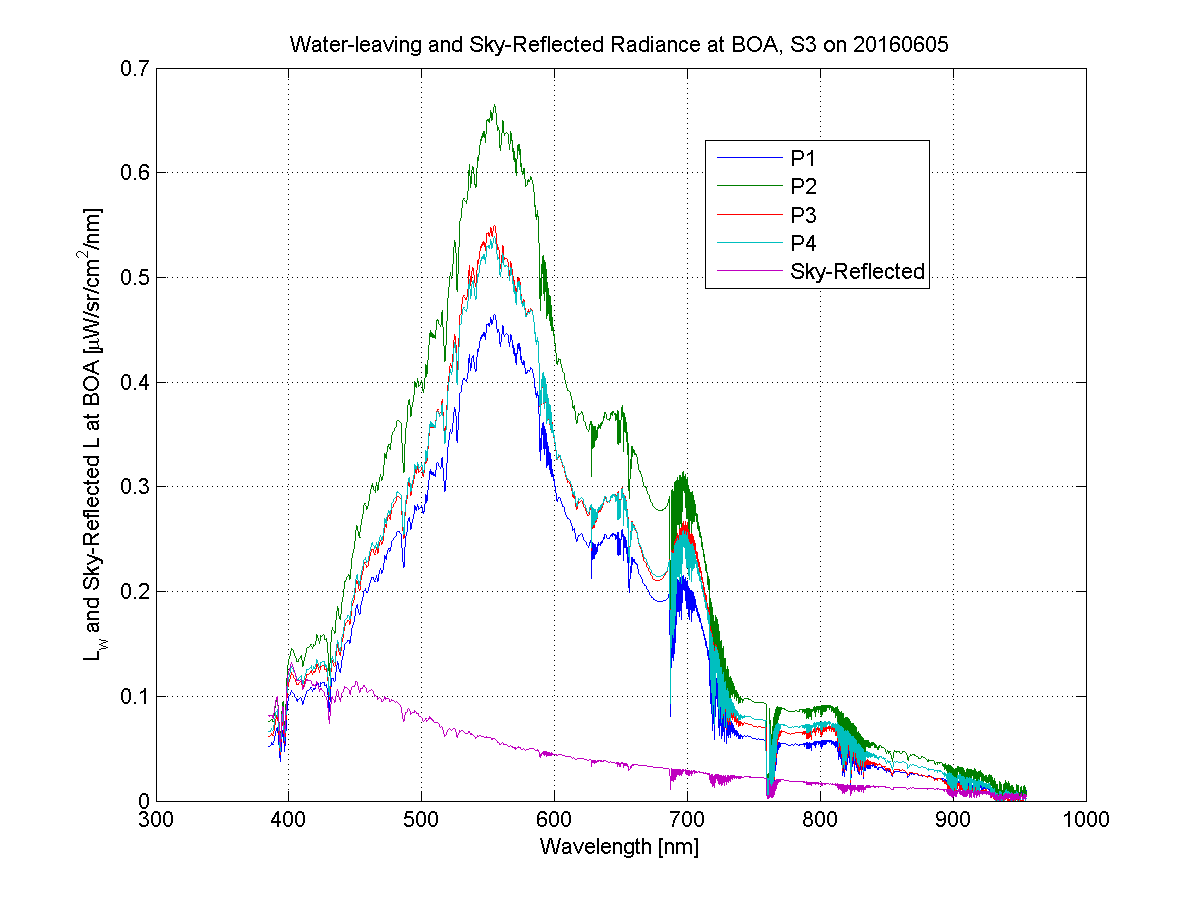 Water-leaving and Sky-Reflected Radiance at BOA, S3 on 20160605
0.7
0.6
0.5
0.4
0.3
0.2
0.1
0
L_w and Sky-Reflected L at BOA [μW/sr/cm²/nm]
P1
P2
P3
P4
Sky-Reflected
300 400 500 600 700 800 900 1000
Wavelength [nm]